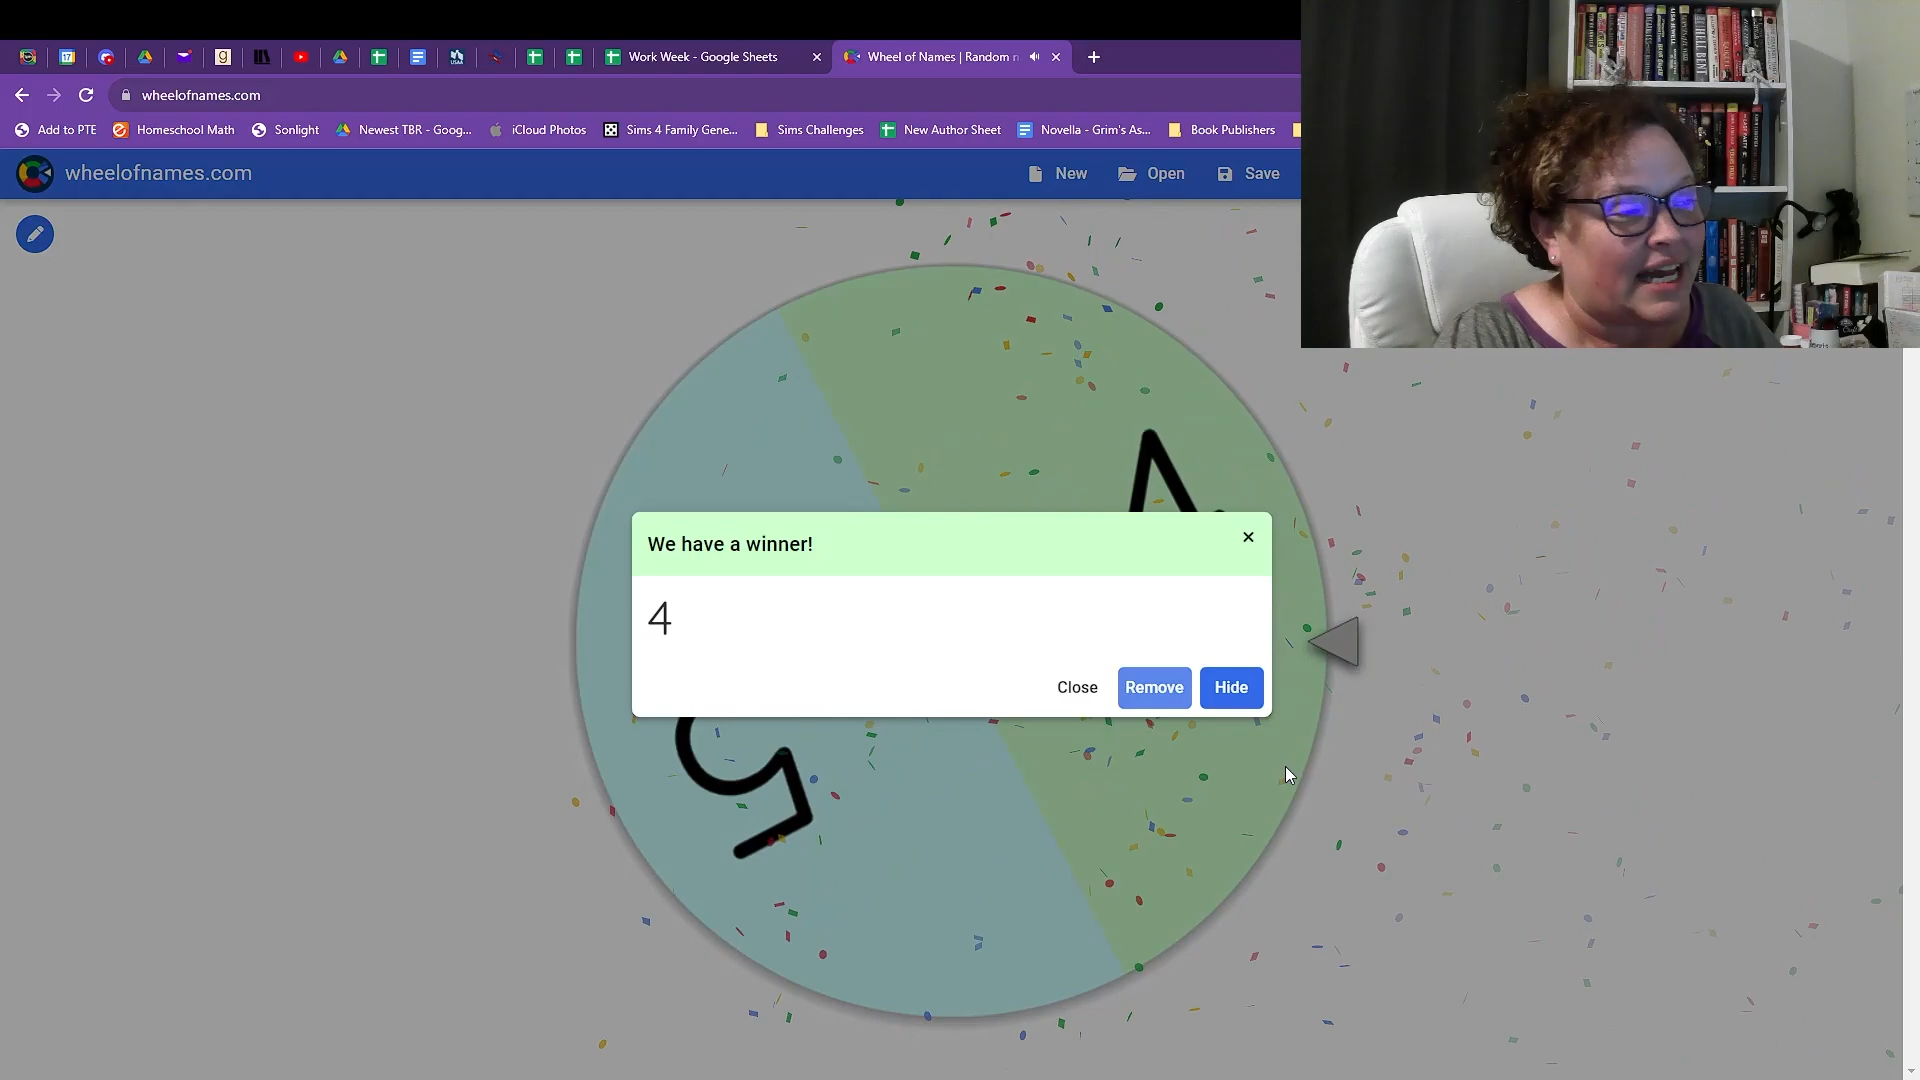 Work Week - Google Sheets
Wheel of Names | Random n
wheelofnames.com
Add to PTE
Homeschool Math
Sonlight
Newest TBR - Goog...
iCloud Photos
Sims 4 Family Gene...
Sims Challenges
New Author Sheet
Novella - Grim's As...
Book Publishers
wheelofnames.com
New
Open
Save
4
We have a winner!
4
Close
Remove
Hide
5